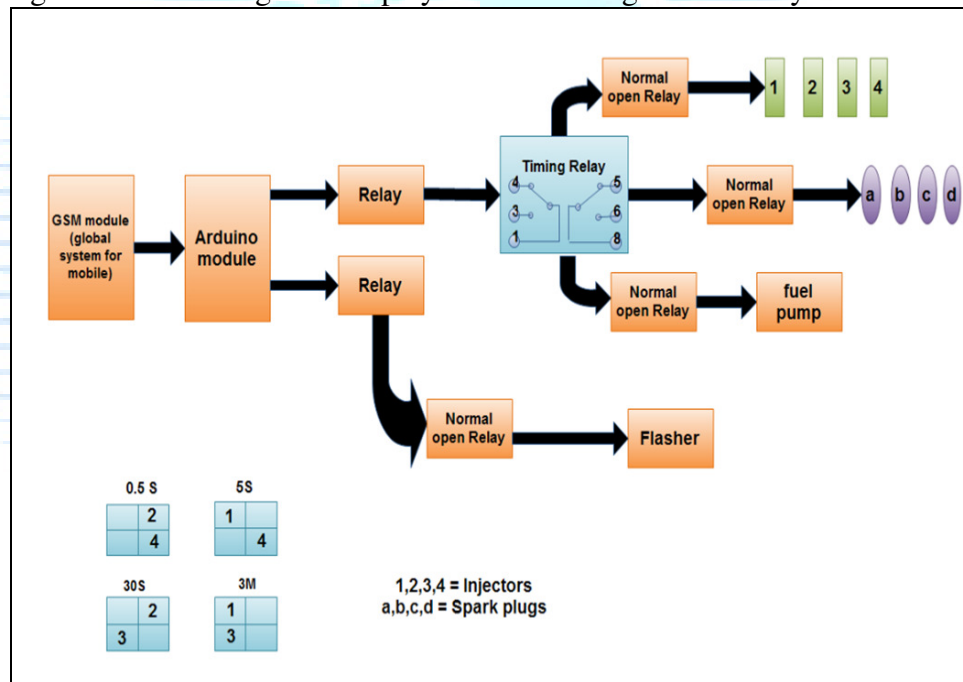 Normal
open Relay
1 2 3 4
Timing Relay
4 5
3 6
1 8
GSM module
(global
system for
mobile)
Arduino
module
Relay
Normal
open Relay
a b c d
Relay
Normal
open Relay
fuel
pump
Normal
open Relay
Flasher
0.5 S
2
4
5S
1
4
30S
2
3
3M
1
3
1,2,3,4 = Injectors
a,b,c,d = Spark plugs